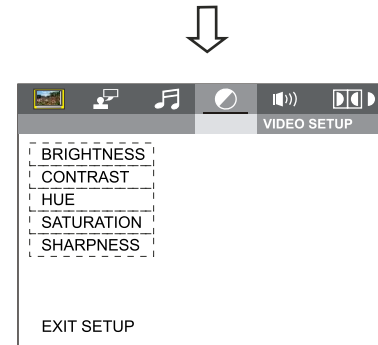 VIDEO SETUP
BRIGHTNESS
CONTRAST
HUE
SATURATION
SHARPNESS
EXIT SETUP